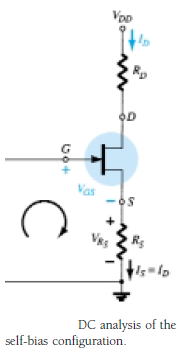 V_DD
I_D
R_D
D
G
+
V_GS
-
S
+
V_RS
R_S
-
I_S = I_D
DC analysis of the
self-bias configuration.